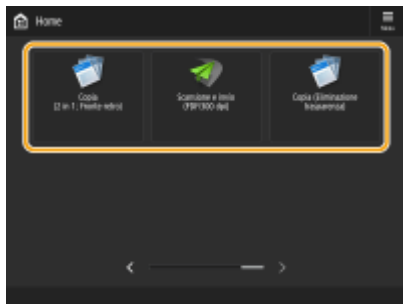 Home
Menu
Copia
(2 in 1, Fronte-retro)
Scansione e invio
(PDF/300 dpi)
Copia (Eliminazione
trasparenza)